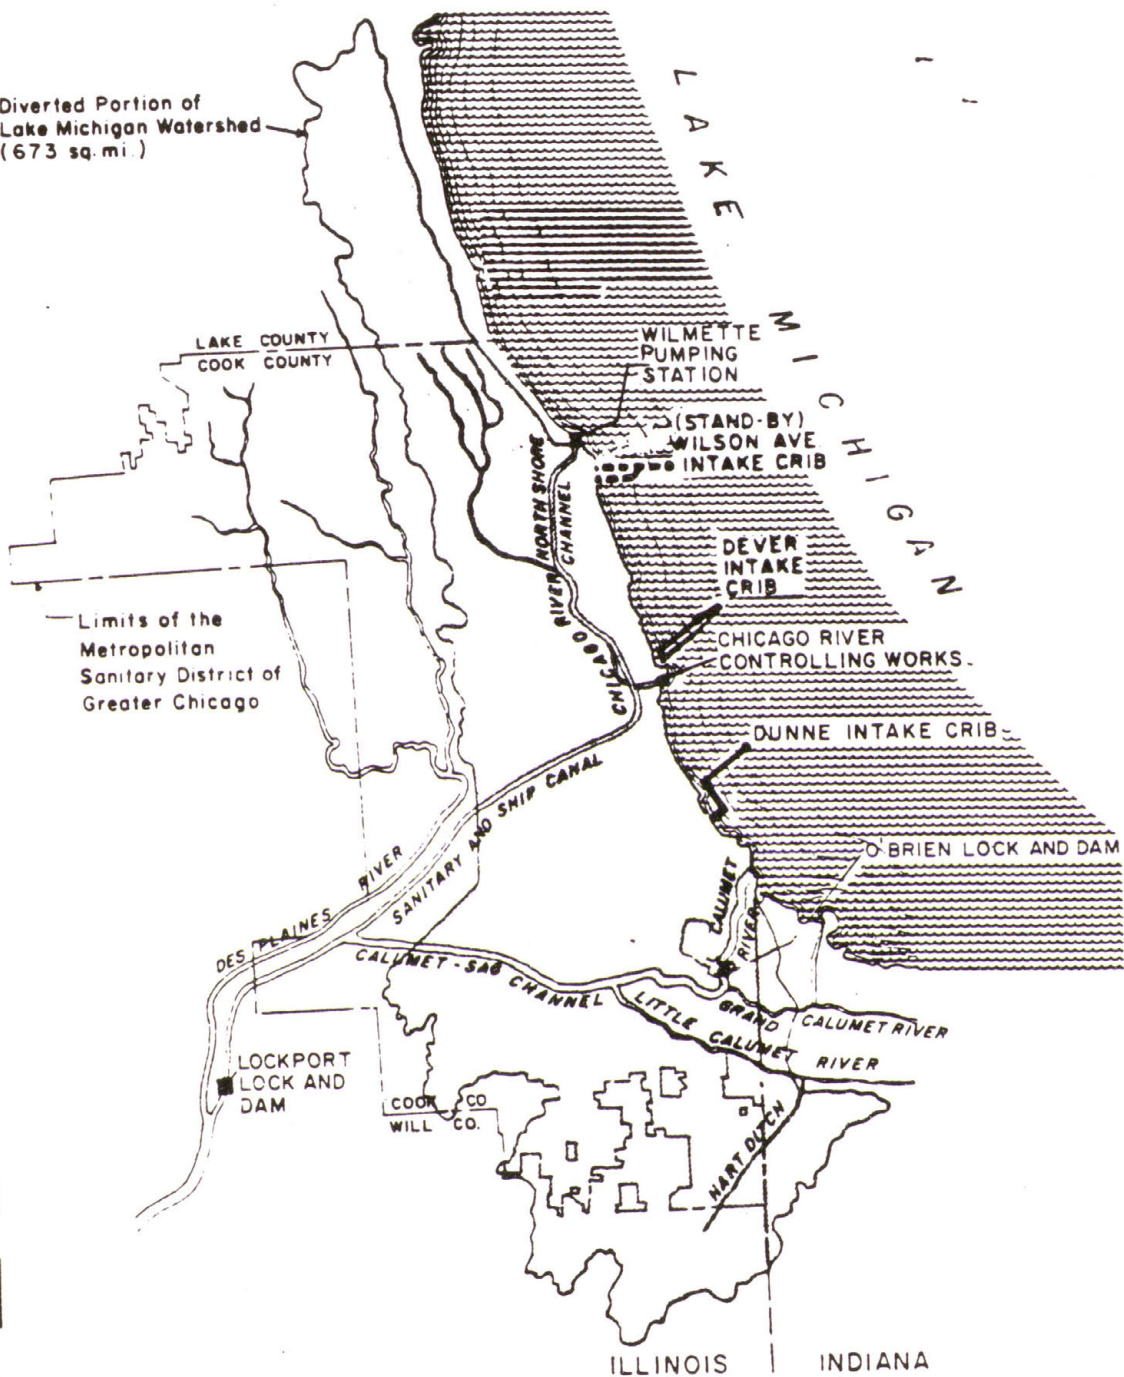 Diverted Portion of
Lake Michigan Watershed
(673 sq. mi.)
LAKE MICHIGAN
LAKE COUNTY
COOK COUNTY
WILMETTE
PUMPING
STATION
(STAND-BY)
WILSON AVE.
INTAKE CRIB
NORTH SHORE
CHANNEL
DEVER
INTAKE
CRIB
CHICAGO RIVER
CHICAGO RIVER
CONTROLLING WORKS
Limits of the
Metropolitan
Sanitary District of
Greater Chicago
DUNNE INTAKE CRIB
SANITARY AND SHIP CANAL
O'BRIEN LOCK AND DAM
DES PLAINES RIVER
CALUMET
RIVER
CALUMET-SAG
CHANNEL
GRAND CALUMET RIVER
LITTLE CALUMET RIVER
LOCKPORT
LOCK AND
DAM
COOK CO
WILL CO.
HART DUTCH
ILLINOIS
INDIANA